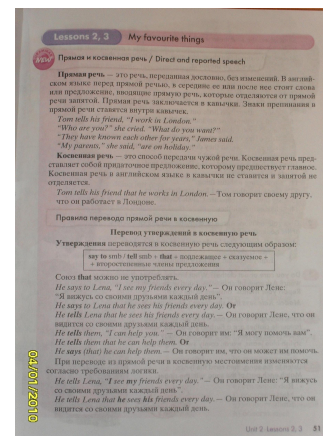 Lessons 2, 3 My favourite things
Прямая и косвенная речь / Direct and reported speech
Прямая речь — это речь, переданная дословно, без изменений. В англий-
ском языке перед прямой речью, в середине ее или после нее стоят слова
или предложение, вводящие прямую речь, которые отделяются от прямой
речи запятой. Прямая речь заключается в кавычки. Знаки препинания в
прямой речи ставятся внутри кавычек.
Tom tells his friend, "I work in London."
"Who are you?" she cried. "What do you want?"
"They have known each other for years," James said.
"My parents," she said, "are on holiday."
Косвенная речь — это способ передачи чужой речи. Косвенная речь пред-
ставляет собой придаточное предложение, которому предшествует главное.
Косвенная речь в английском языке в кавычки не ставится и запятой не
отделяется.
Tom tells his friend that he works in London. — Том говорит своему другу,
что он работает в Лондоне.
Правила перевода прямой речи в косвенную
Перевод утверждений в косвенную речь
Утверждения переводятся в косвенную речь следующим образом:
say to smb / tell smb + that + подлежащее + сказуемое +
+ второстепенные члены предложения
Союз that можно не употреблять.
He says to Lena, "I see my friends every day." — Он говорит Лене:
"Я вижусь со своими друзьями каждый день".
He says to Lena that he sees his friends every day. Or
He tells Lena that he sees his friends every day. — Он говорит Лене, что он
видится со своими друзьями каждый день.
He tells them, "I can help you." — Он говорит им: "Я могу помочь вам".
He tells them that he can help them. Or
He says (that) he can help them. — Он говорит им, что он может им помочь.
При переводе из прямой речи в косвенную местоимения изменяются
согласно требованиям логики.
He tells Lena, "I see my friends every day." — Он говорит Лене: "Я вижусь
со своими друзьями каждый день".
He tells Lena that he sees his friends every day. — Он говорит Лене, что он
видится со своими друзьями каждый день.
Unit 2 · Lessons 2, 3 51
04/01/2010